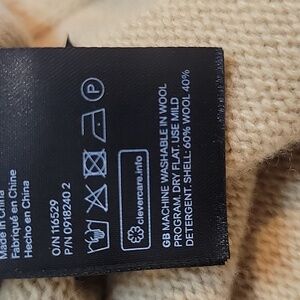 Made in China
Fabriqué en Chine
Hecho en China
O/N 116529
P/N 0918240 2
P
clevercare.info
GB MACHINE WASHABLE IN WOOL
PROGRAM. DRY FLAT. USE MILD
DETERGENT. SHELL: 60% WOOL 40%